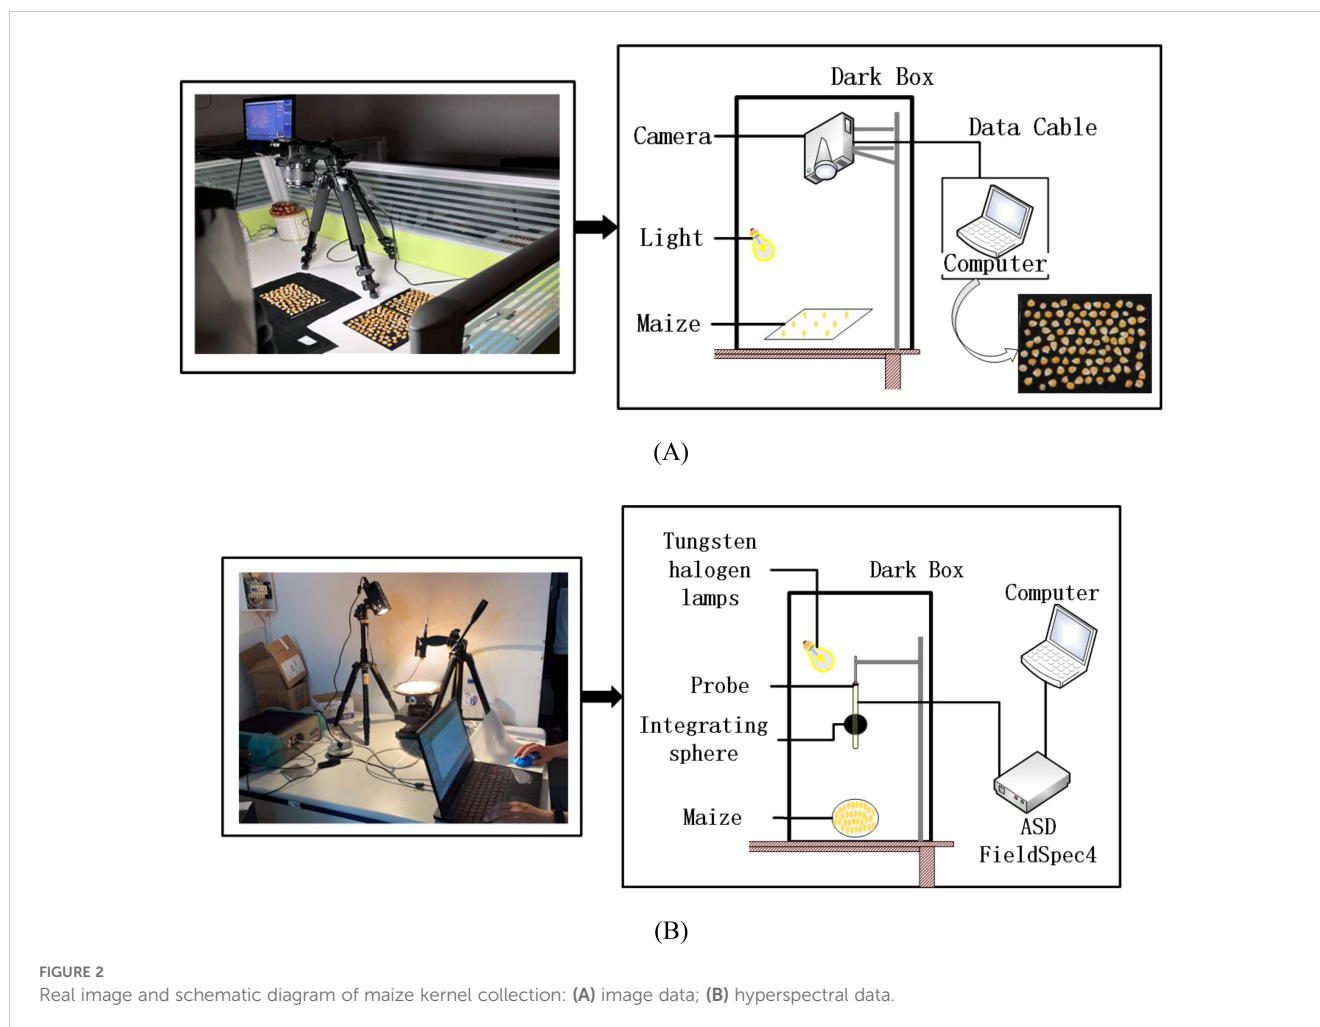 Dark Box
Camera
Data Cable
Light
Computer
Maize
(A)
Tungsten
halogen
lamps
Dark Box
Computer
Probe
Integrating
sphere
Maize
ASD
FieldSpec4
(B)
FIGURE 2
Real image and schematic diagram of maize kernel collection: (A) image data; (B) hyperspectral data.